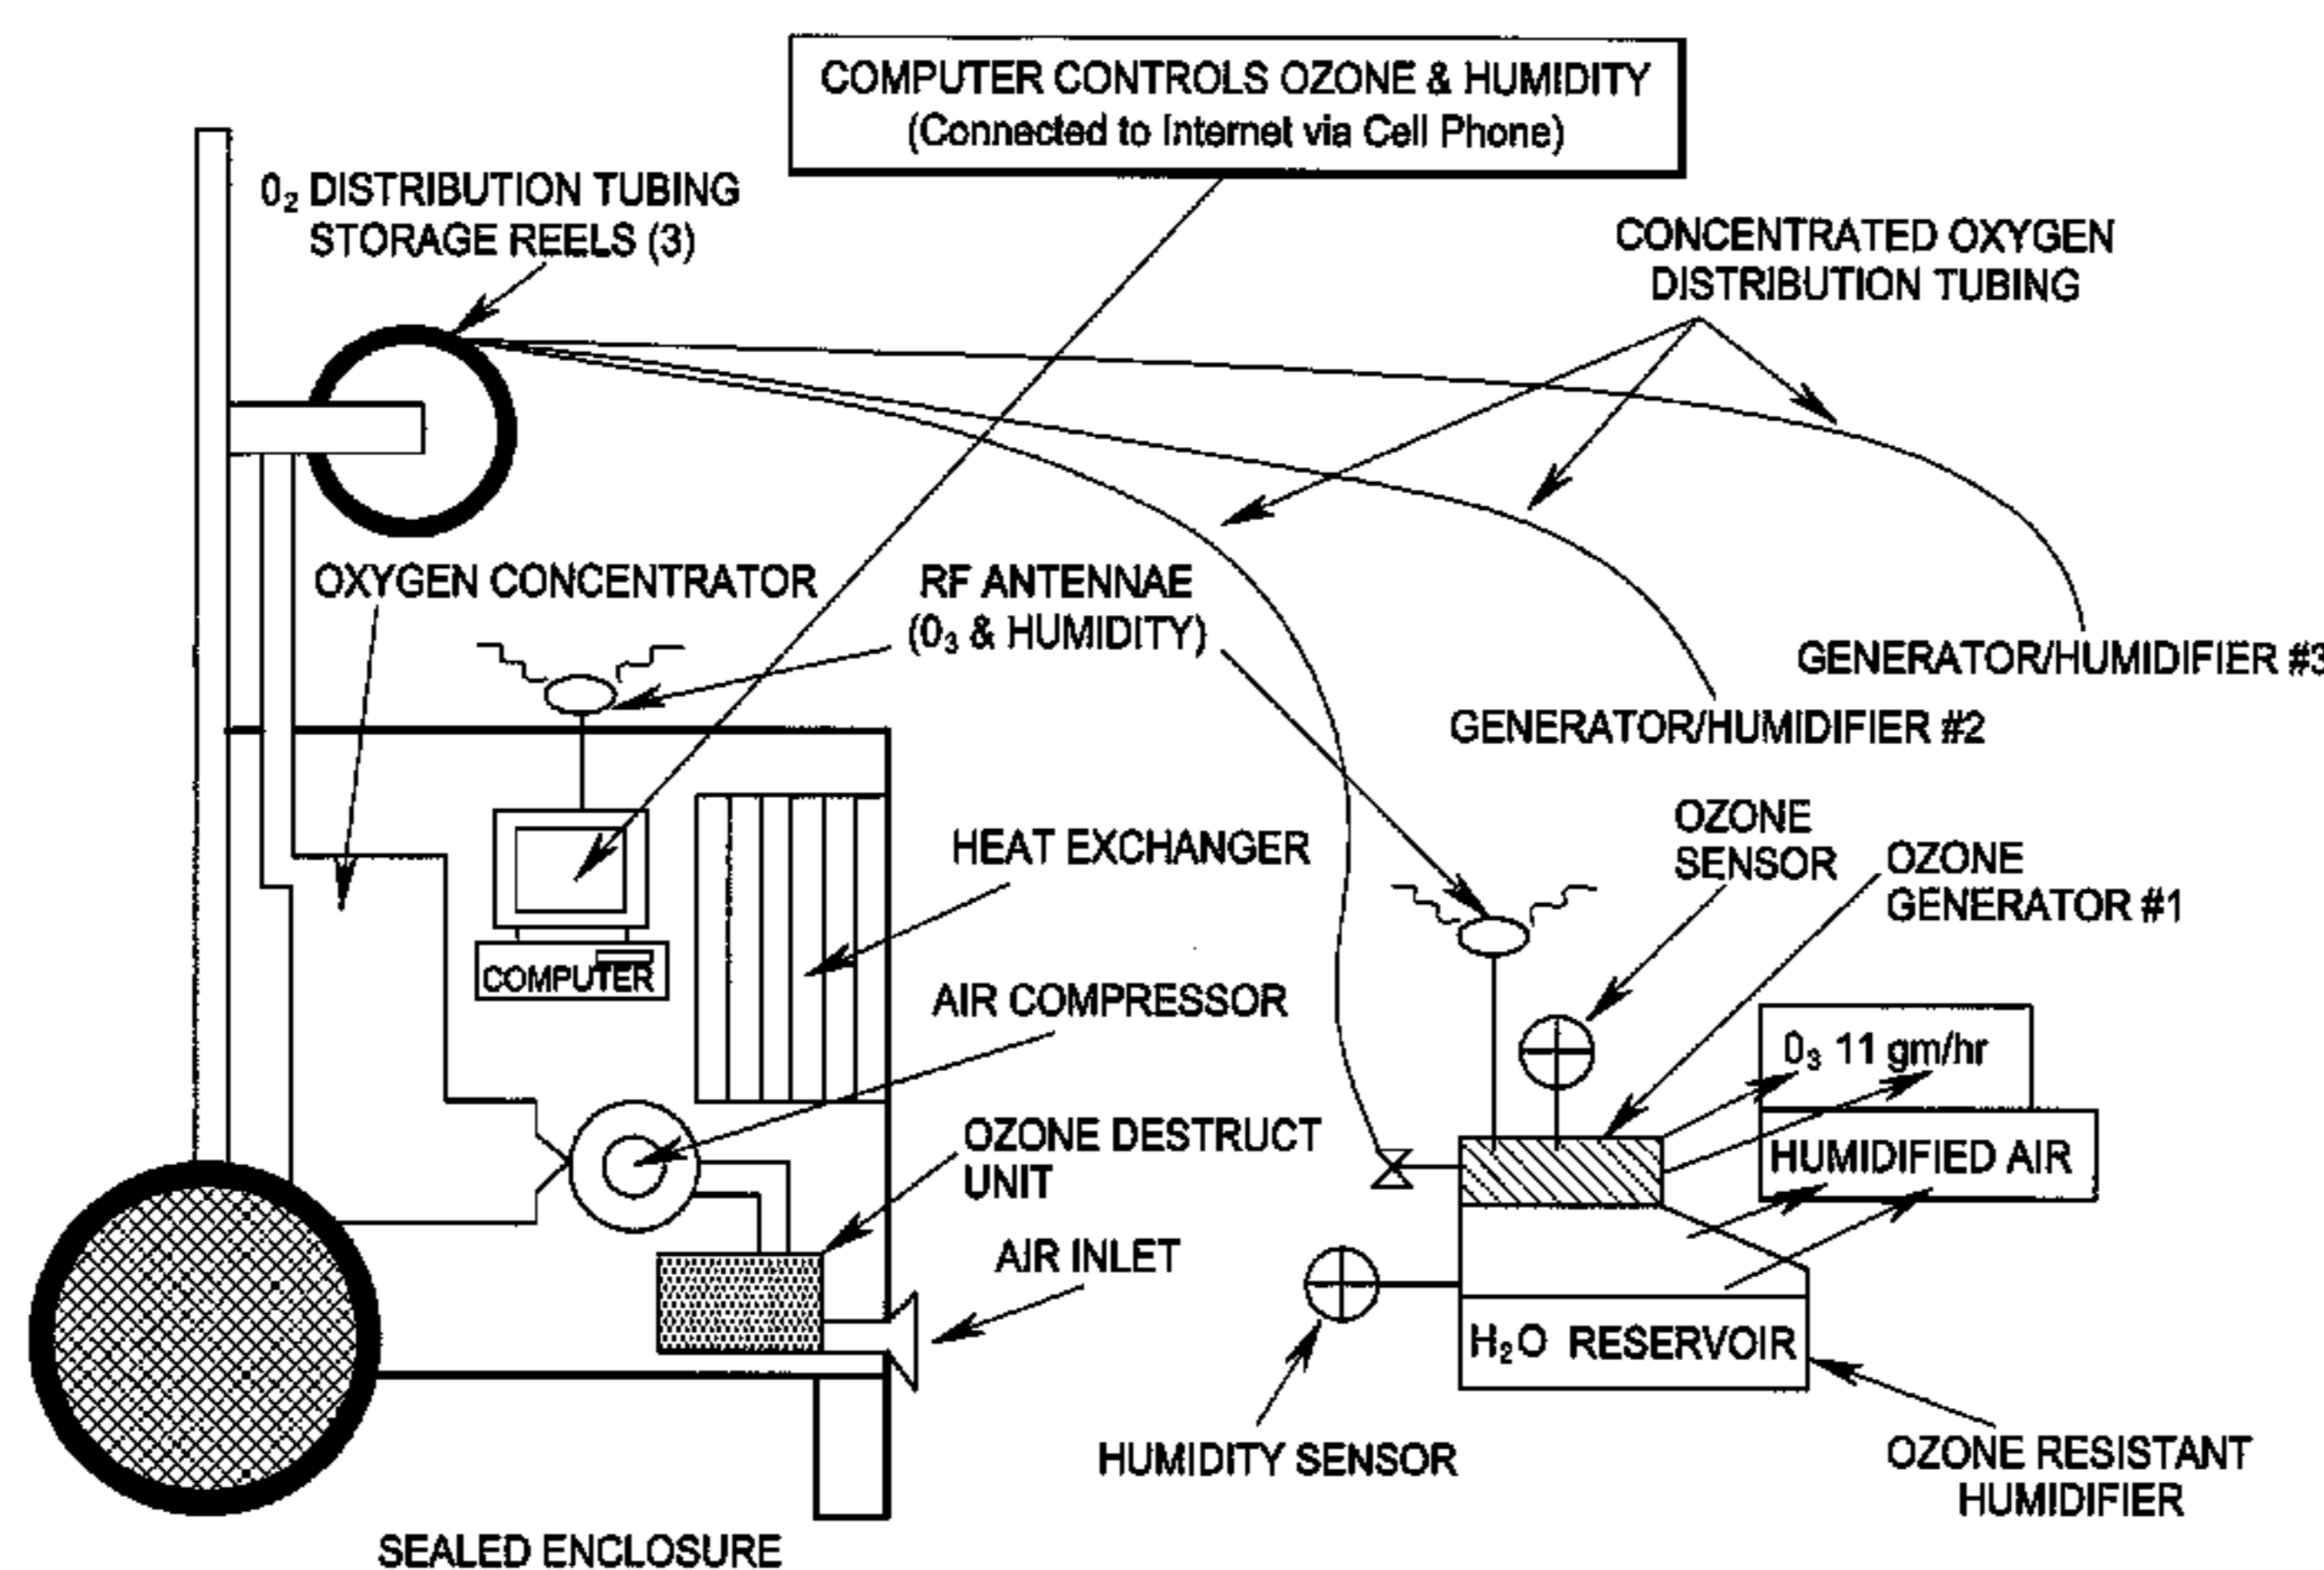 COMPUTER CONTROLS OZONE & HUMIDITY
(Connected to Internet via Cell Phone)
0₂ DISTRIBUTION TUBING
STORAGE REELS (3)
CONCENTRATED OXYGEN
DISTRIBUTION TUBING
OXYGEN CONCENTRATOR
RF ANTENNAE
(0₃ & HUMIDITY)
GENERATOR/HUMIDIFIER #3
GENERATOR/HUMIDIFIER #2
OZONE
SENSOR
OZONE
GENERATOR #1
HEAT EXCHANGER
COMPUTER
AIR COMPRESSOR
0₃ 11 gm/hr
OZONE DESTRUCT
UNIT
HUMIDIFIED AIR
AIR INLET
H₂O RESERVOIR
HUMIDITY SENSOR
OZONE RESISTANT
HUMIDIFIER
SEALED ENCLOSURE